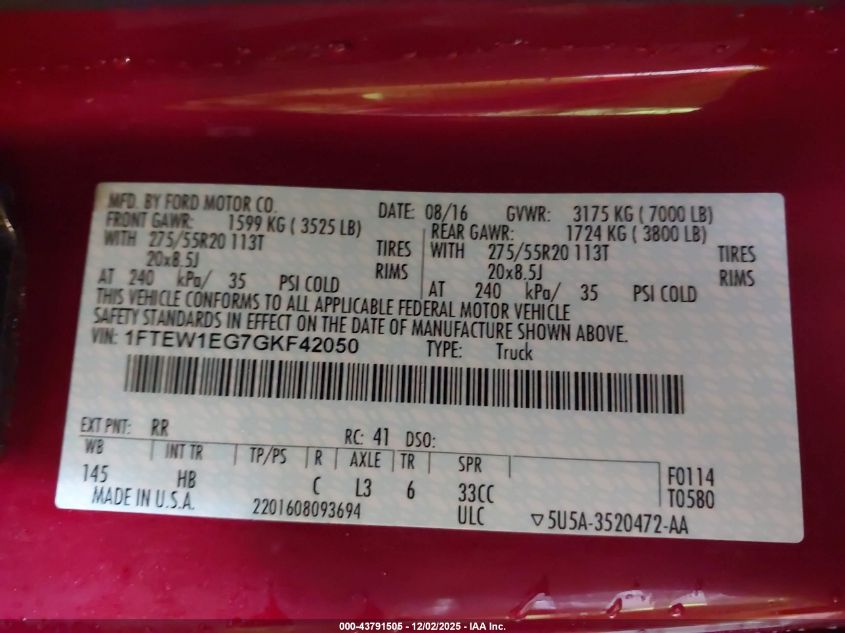 MFD. BY FORD MOTOR CO. DATE: 08/16 GVWR: 3175 KG ( 7000 LB)
FRONT GAWR: 1599 KG ( 3525 LB) REAR GAWR: 1724 KG ( 3800 LB)
WITH 275/55R20 113T TIRES WITH 275/55R20 113T TIRES
20x8.5J RIMS 20x8.5J RIMS
AT 240 kPa/ 35 PSI COLD AT 240 kPa/ 35 PSI COLD
THIS VEHICLE CONFORMS TO ALL APPLICABLE FEDERAL MOTOR VEHICLE
SAFETY STANDARDS IN EFFECT ON THE DATE OF MANUFACTURE SHOWN ABOVE.
VIN: 1FTEW1EG7GKF42050 TYPE: Truck
EXT PNT: RR RC: 41 DSO:
WB INT TR TP/PS R AXLE TR SPR
145 HB C L3 6 33CC F0114
MADE IN U.S.A. 2201608093694 ULC T0580
▽5U5A-3520472-AA
000-43791505 - 12/02/2025 - IAA Inc.